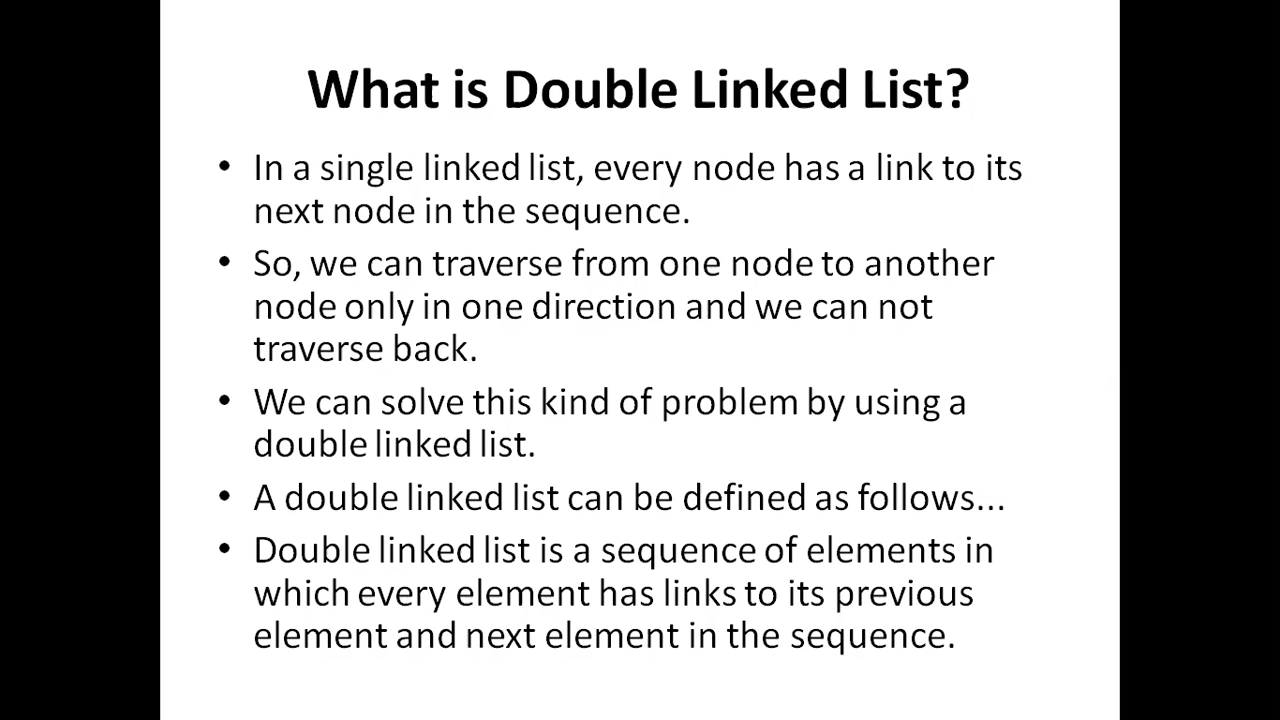 What is Double Linked List?
• In a single linked list, every node has a link to its
next node in the sequence.
• So, we can traverse from one node to another
node only in one direction and we can not
traverse back.
• We can solve this kind of problem by using a
double linked list.
• A double linked list can be defined as follows...
• Double linked list is a sequence of elements in
which every element has links to its previous
element and next element in the sequence.